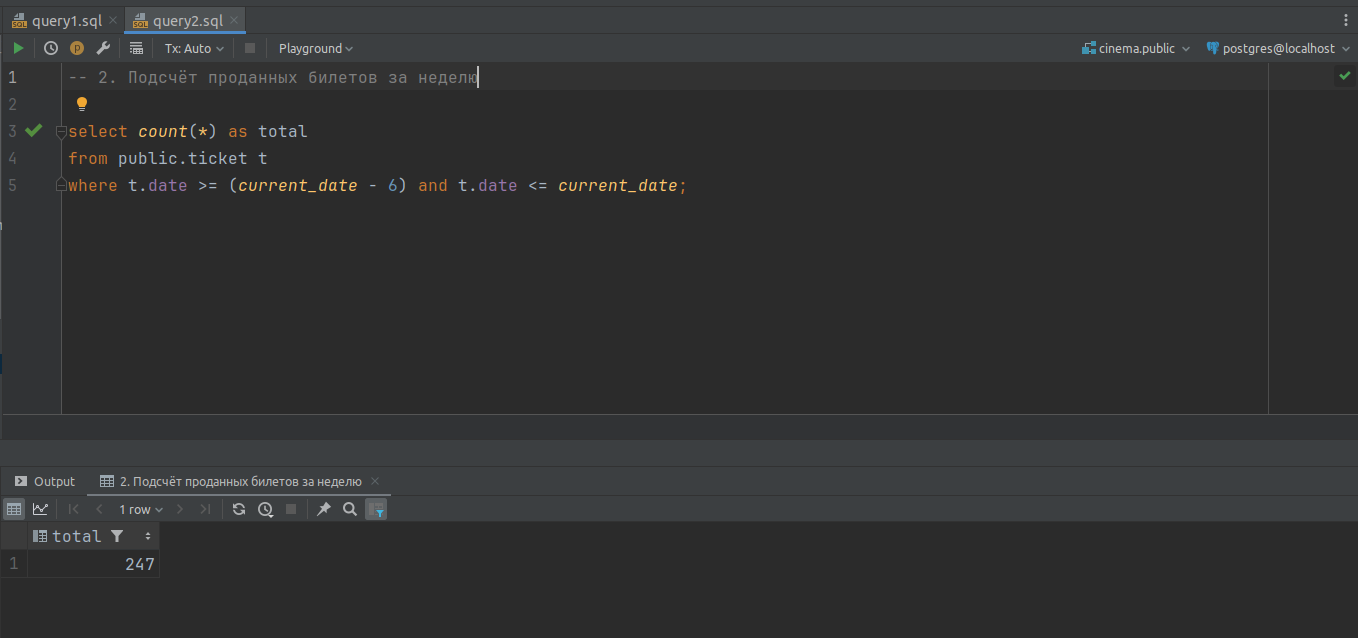 query1.sql query2.sql
Tx: Auto Playground cinema.public postgres@localhost
1 -- 2. Подсчёт проданных билетов за неделю
2
3 select count(*) as total
4 from public.ticket t
5 where t.date >= (current_date - 6) and t.date <= current_date;
Output 2. Подсчёт проданных билетов за неделю
1 row
total
1 247